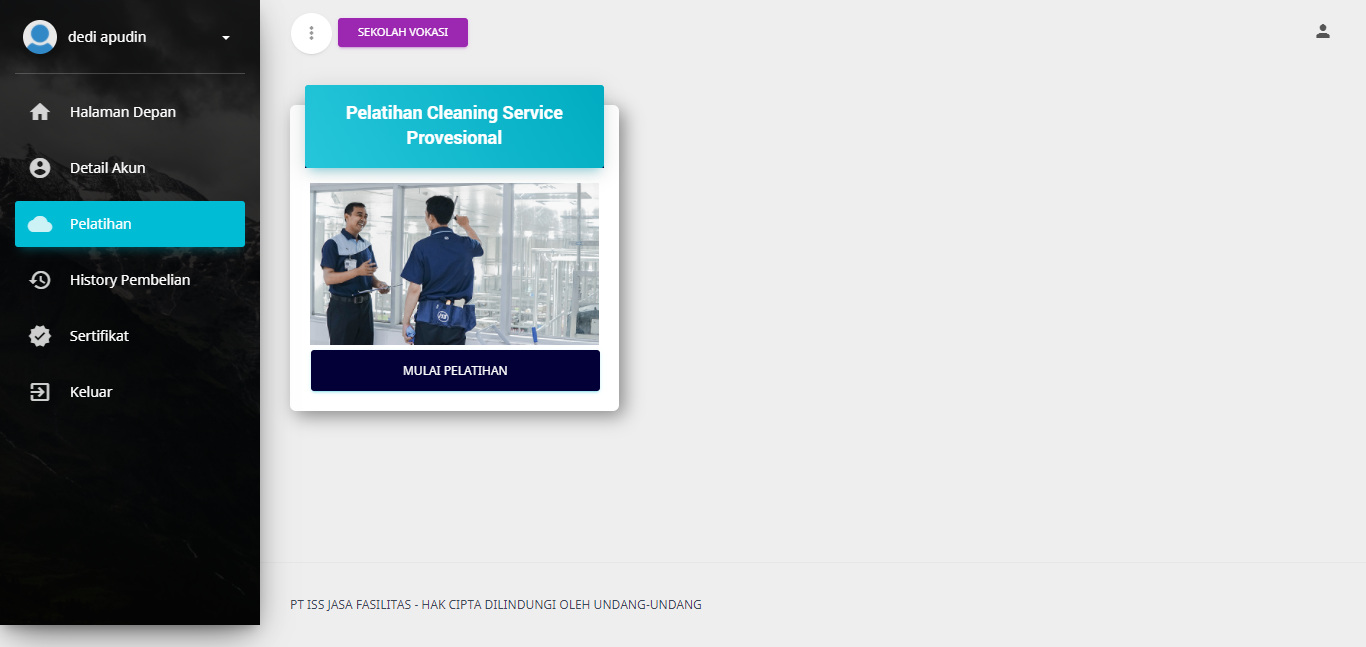 dedi apudin
Halaman Depan
Detail Akun
Pelatihan
History Pembelian
Sertifikat
Keluar
SEKOLAH VOKASI
Pelatihan Cleaning Service
Provesional
MULAI PELATIHAN
PT ISS JASA FASILITAS - HAK CIPTA DILINDUNGI OLEH UNDANG-UNDANG